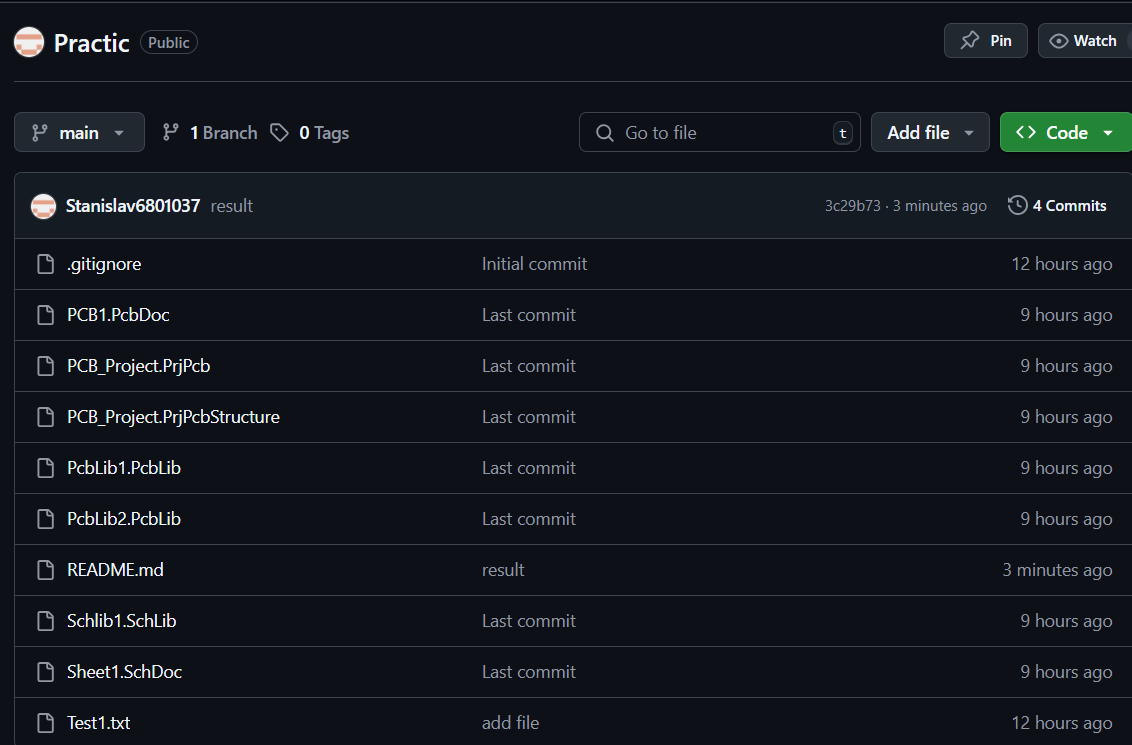 Practic Public Pin Watch
main 1 Branch 0 Tags Go to file t Add file Code
Stanislav6801037 result 3c29b73 · 3 minutes ago 4 Commits
.gitignore Initial commit 12 hours ago
PCB1.PcbDoc Last commit 9 hours ago
PCB_Project.PrjPcb Last commit 9 hours ago
PCB_Project.PrjPcbStructure Last commit 9 hours ago
PcbLib1.PcbLib Last commit 9 hours ago
PcbLib2.PcbLib Last commit 9 hours ago
README.md result 3 minutes ago
Schlib1.SchLib Last commit 9 hours ago
Sheet1.SchDoc Last commit 9 hours ago
Test1.txt add file 12 hours ago